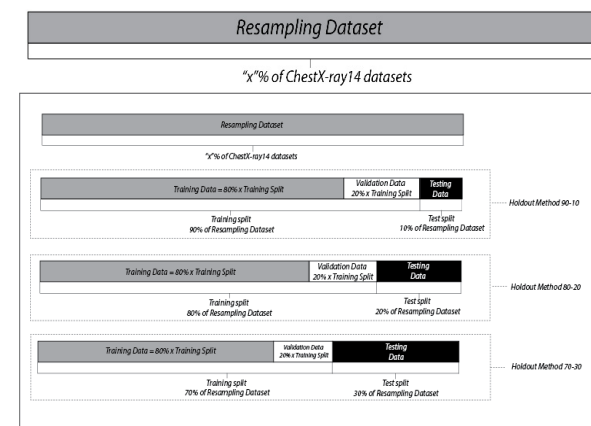 Resampling Dataset
"x"% of ChestX-ray14 datasets
Resampling Dataset
"x"% of ChestX-ray14 datasets
Training Data = 80% x Training Split
Validation Data
20% x Training Split
Testing
Data
Training split
90% of Resampling Dataset
Test split
10% of Resampling Dataset
Holdout Method 90-10
Training Data = 80% x Training Split
Validation Data
20% x Training Split
Testing
Data
Training split
80% of Resampling Dataset
Test split
20% of Resampling Dataset
Holdout Method 80-20
Training Data = 80% x Training Split
Validation Data
20% x Training Split
Testing
Data
Training split
70% of Resampling Dataset
Test split
30% of Resampling Dataset
Holdout Method 70-30